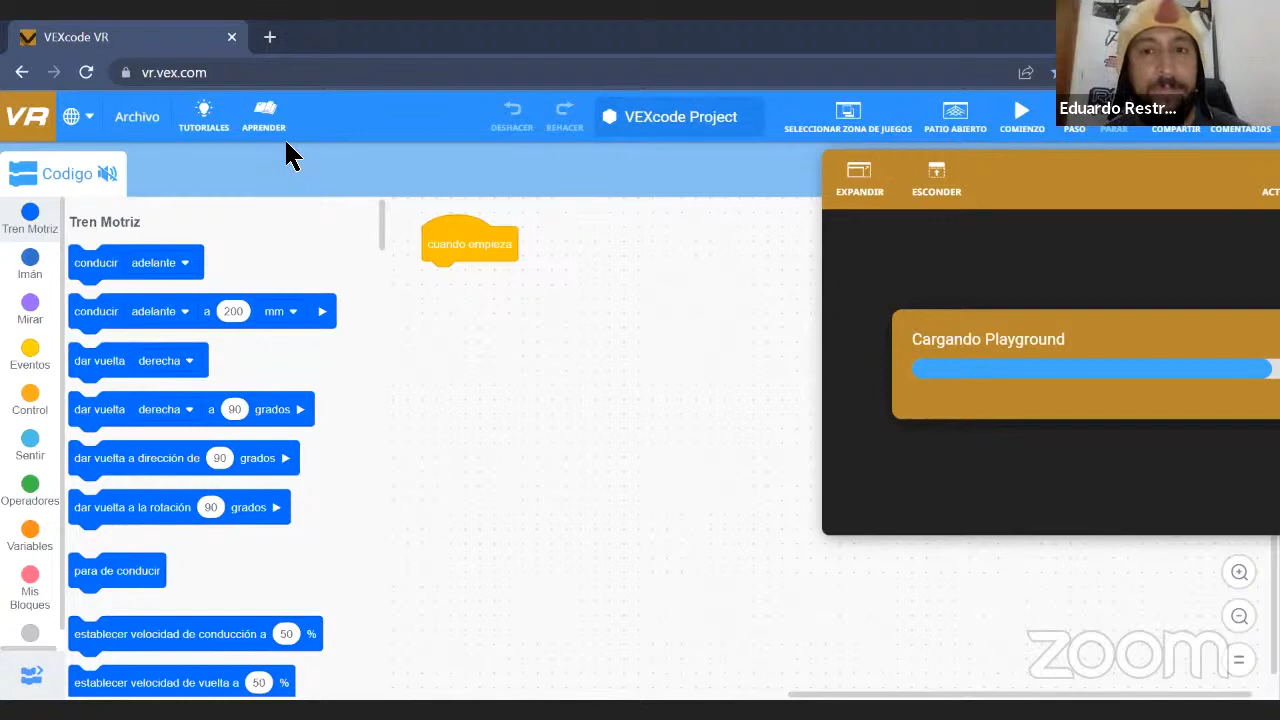 VEXcode VR
vr.vex.com
Eduardo Restr...
VR
Archivo
TUTORIALES
APRENDER
DESHACER
REHACER
VEXcode Project
SELECCIONAR ZONA DE JUEGOS
PATIO ABIERTO
COMIENZO
PASO
PARAR
COMPARTIR
COMENTARIOS
Codigo
EXPANDIR
ESCONDER
ACT
Tren Motriz
Imán
Mirar
Eventos
Control
Sentir
Operadores
Variables
Mis
Bloques
Tren Motriz
conducir adelante
conducir adelante a 200 mm
dar vuelta derecha
dar vuelta derecha a 90 grados
dar vuelta a dirección de 90 grados
dar vuelta a la rotación 90 grados
para de conducir
establecer velocidad de conducción a 50 %
establecer velocidad de vuelta a 50 %
cuando empieza
Cargando Playground
zoom